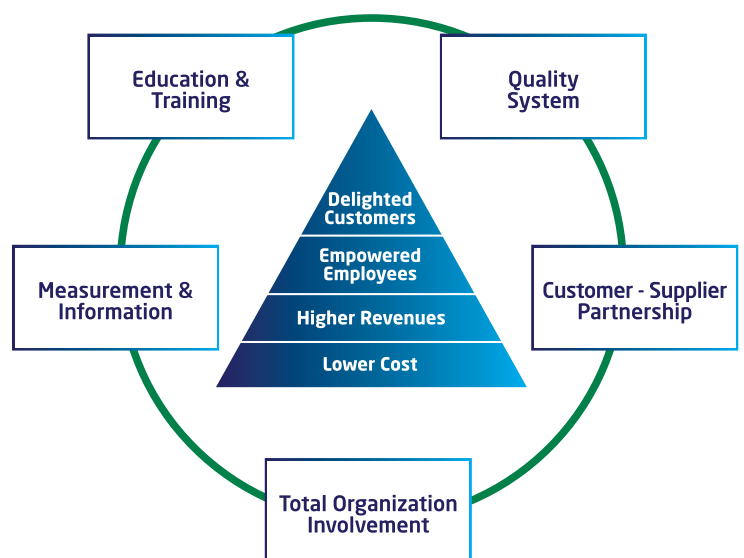 Education &
Training
Quality
System
Delighted
Customers
Empowered
Employees
Measurement &
Information
Customer - Supplier
Partnership
Higher Revenues
Lower Cost
Total Organization
Involvement